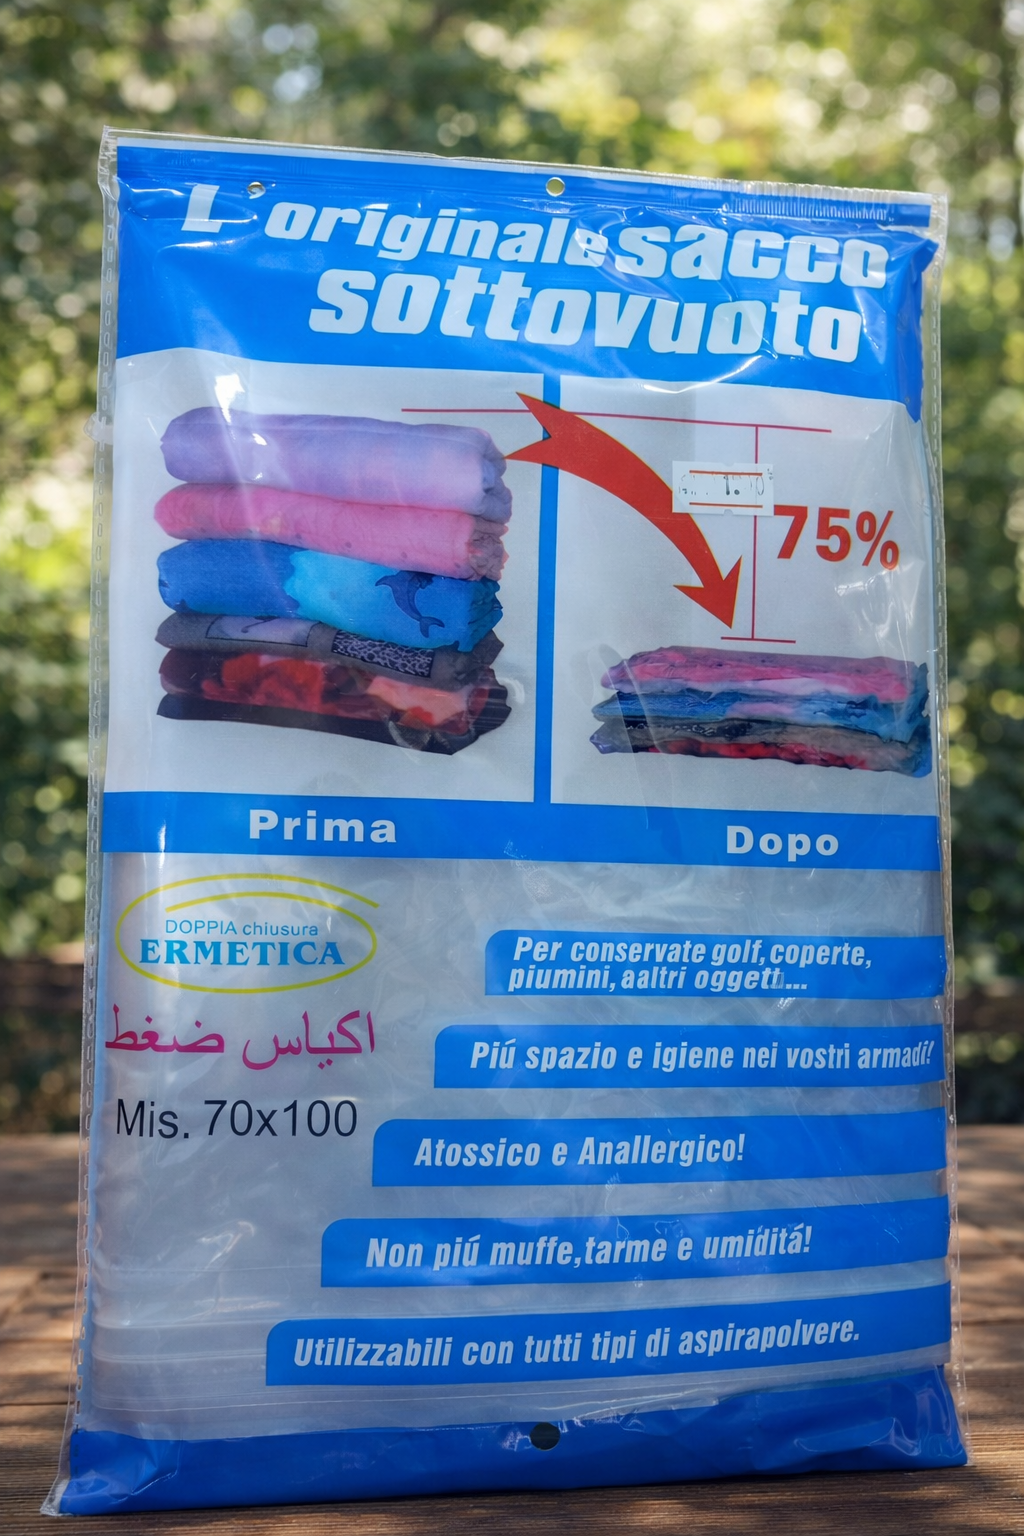 L'originale sacco
sottovuoto
75%
Prima
Dopo
DOPPIA chiusura
ERMETICA
اكياس ضغط
Mis. 70x100
Per conservate golf, coperte,
piumini, aaltri oggett...
Piú spazio e igiene nei vostri armadi!
Atossico e Anallergico!
Non piú muffe, tarme e umiditá!
Utilizzabili con tutti tipi di aspirapolvere.